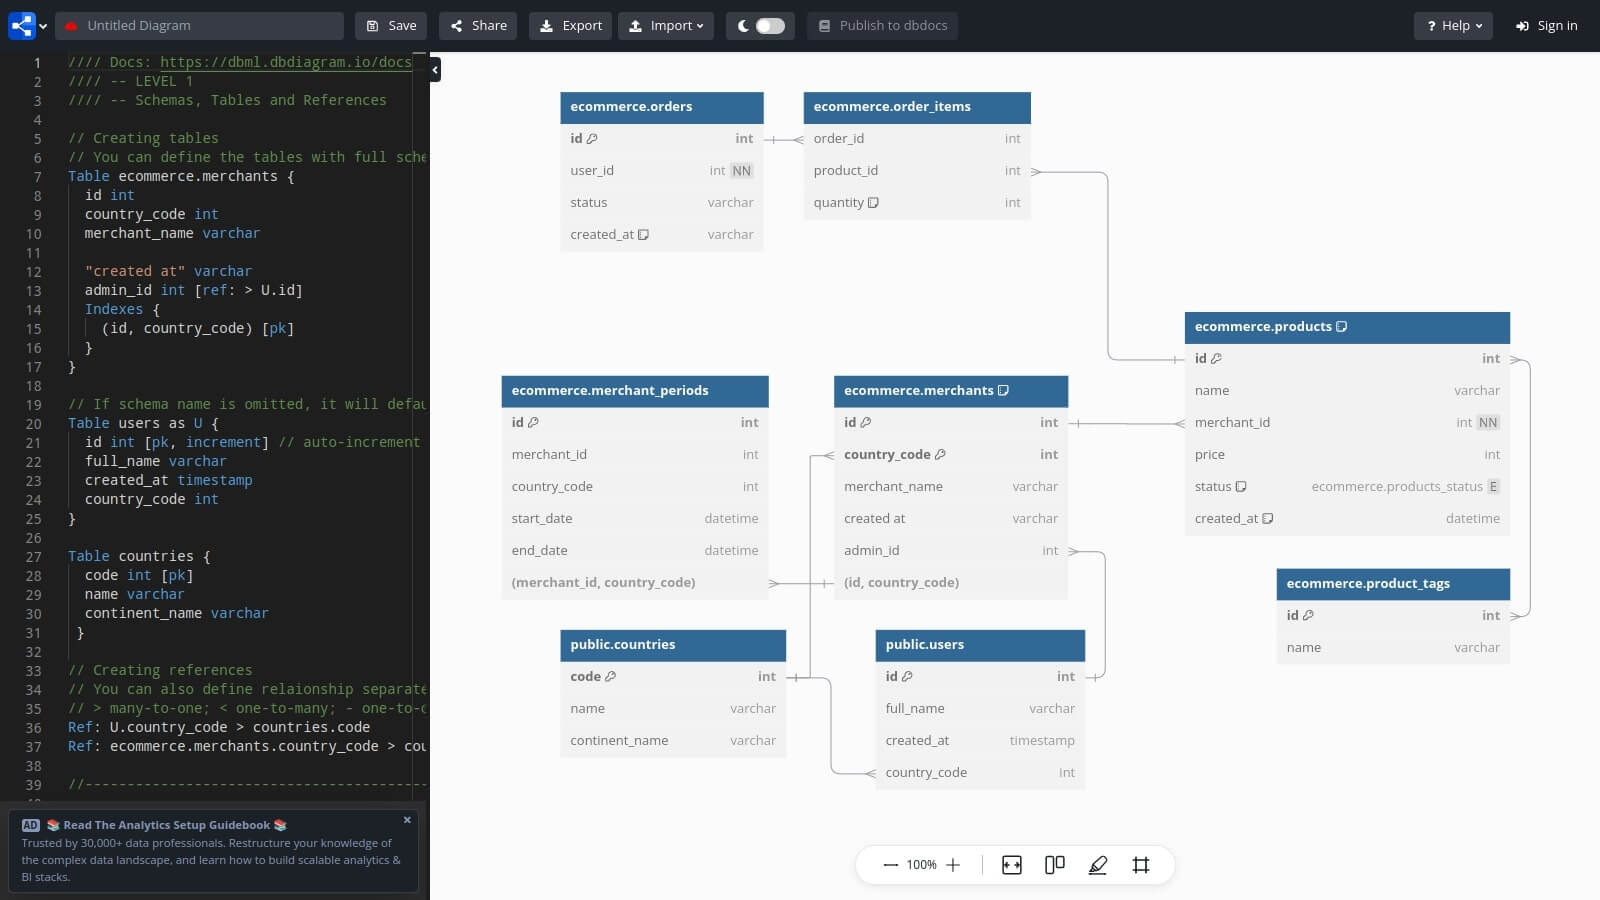 Untitled Diagram
Save
Share
Export
Import
Publish to dbdocs
? Help
Sign in
1 //// Docs: https://dbml.dbdiagram.io/docs
2 //// -- LEVEL 1
3 //// -- Schemas, Tables and References
4
5 // Creating tables
6 // You can define the tables with full sche
7 Table ecommerce.merchants {
8 id int
9 country_code int
10 merchant_name varchar
11
12 "created at" varchar
13 admin_id int [ref: > U.id]
14 Indexes {
15 (id, country_code) [pk]
16 }
17 }
18
19 // If schema name is omitted, it will defau
20 Table users as U {
21 id int [pk, increment] // auto-increment
22 full_name varchar
23 created_at timestamp
24 country_code int
25 }
26
27 Table countries {
28 code int [pk]
29 name varchar
30 continent_name varchar
31 }
32
33 // Creating references
34 // You can also define relaionship separate
35 // > many-to-one; < one-to-many; - one-to-o
36 Ref: U.country_code > countries.code
37 Ref: ecommerce.merchants.country_code > cou
38
39 //-----------------------------------------
AD 📚 Read The Analytics Setup Guidebook 📚
Trusted by 30,000+ data professionals. Restructure your knowledge of
the complex data landscape, and learn how to build scalable analytics &
BI stacks.
ecommerce.orders
id int
user_id int NN
status varchar
created_at varchar
ecommerce.order_items
order_id int
product_id int
quantity int
ecommerce.products
id int
name varchar
merchant_id int NN
price int
status ecommerce.products_status E
created_at datetime
ecommerce.merchant_periods
id int
merchant_id int
country_code int
start_date datetime
end_date datetime
(merchant_id, country_code)
ecommerce.merchants
id int
country_code int
merchant_name varchar
created at varchar
admin_id int
(id, country_code)
ecommerce.product_tags
id int
name varchar
public.countries
code int
name varchar
continent_name varchar
public.users
id int
full_name varchar
created_at timestamp
country_code int
100%